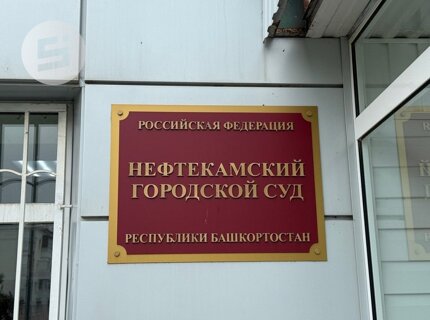 РОССИЙСКАЯ ФЕДЕРАЦИЯ
НЕФТЕКАМСКИЙ
ГОРОДСКОЙ СУД
РЕСПУБЛИКИ БАШКОРТОСТАН